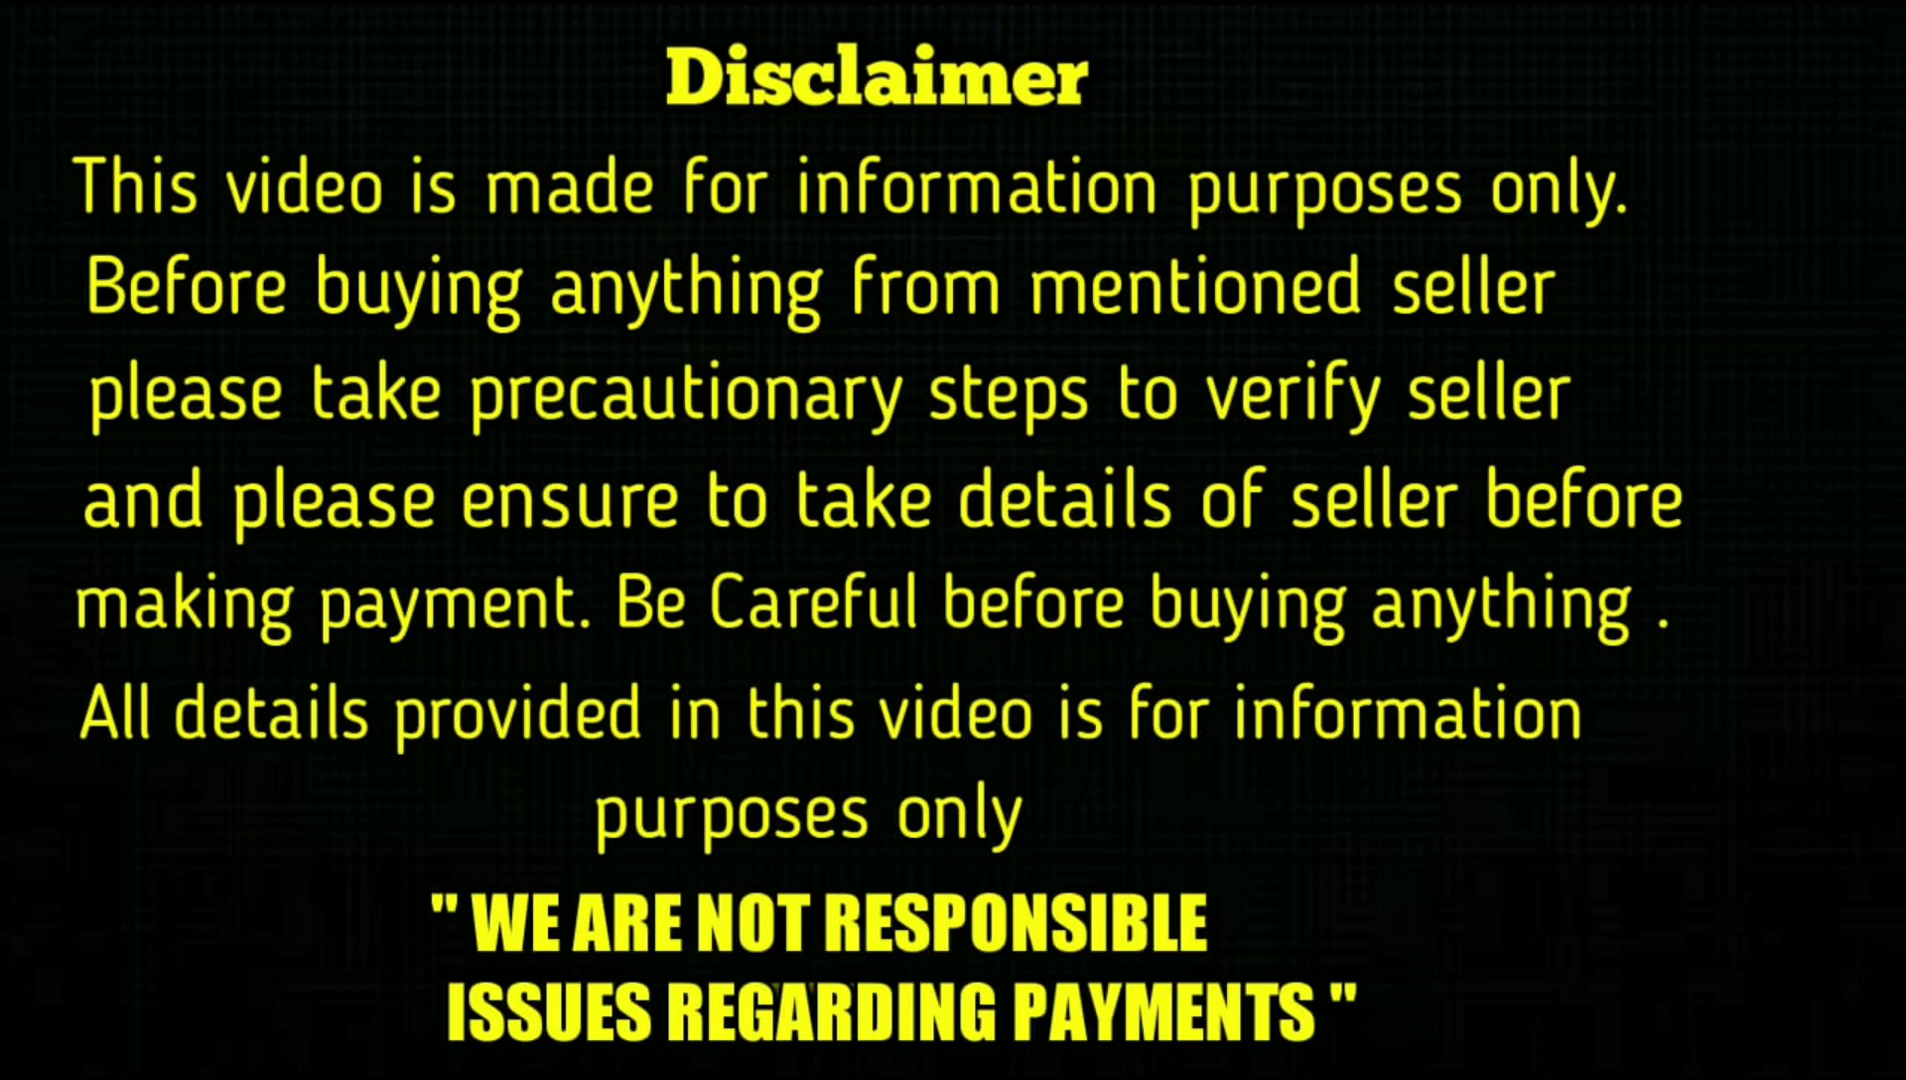 Disclaimer
This video is made for information purposes only.
Before buying anything from mentioned seller
please take precautionary steps to verify seller
and please ensure to take details of seller before
making payment. Be Careful before buying anything .
All details provided in this video is for information
purposes only
" WE ARE NOT RESPONSIBLE
ISSUES REGARDING PAYMENTS "